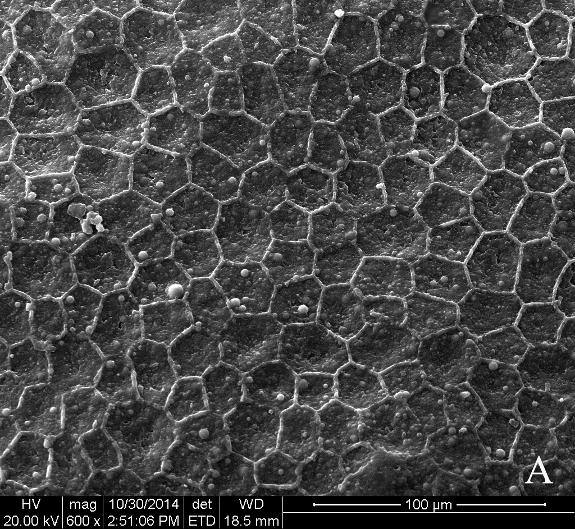 A
HV mag 10/30/2014 det WD
20.00 kV 600 x 2:51:06 PM ETD 18.5 mm 100 µm